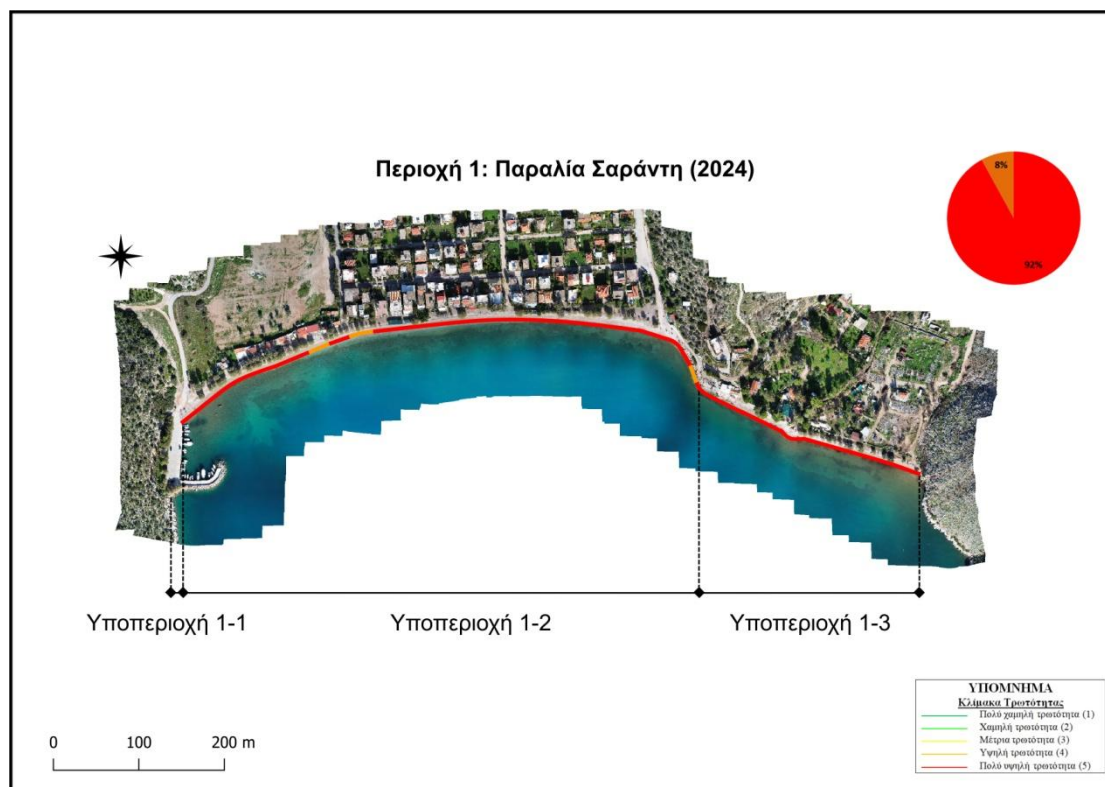 Περιοχή 1: Παραλία Σαράντη (2024)
8%
92%
Υποπεριοχή 1-1
Υποπεριοχή 1-2
Υποπεριοχή 1-3
0 100 200 m
ΥΠΟΜΝΗΜΑ
Κλίμακα Τρωτότητας
Πολύ χαμηλή τρωτότητα (1)
Χαμηλή τρωτότητα (2)
Μέτρια τρωτότητα (3)
Υψηλή τρωτότητα (4)
Πολύ υψηλή τρωτότητα (5)